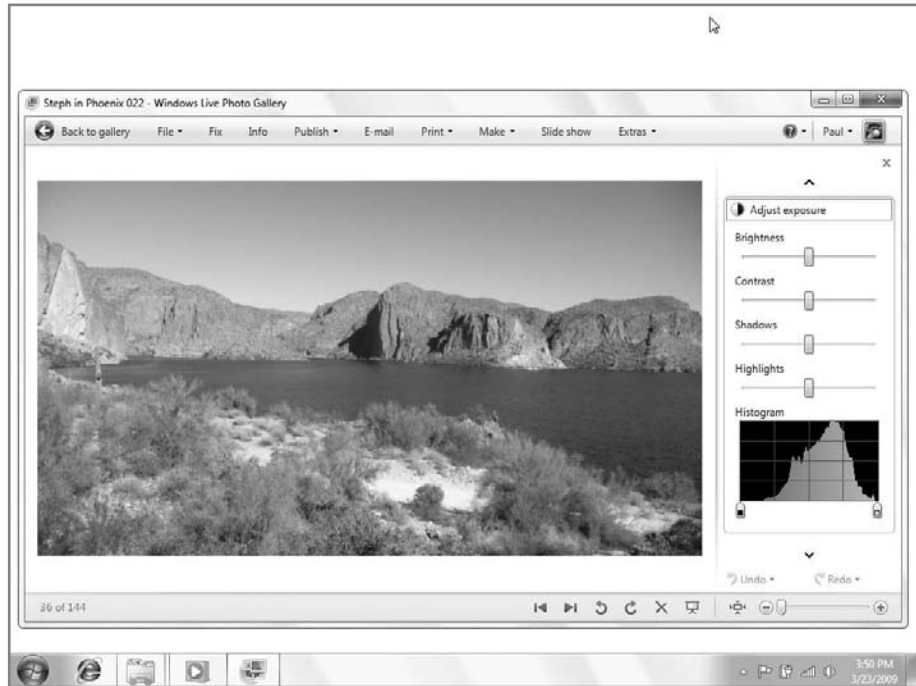 Steph in Phoenix 022 - Windows Live Photo Gallery
Back to gallery File Fix Info Publish E-mail Print Make Slide show Extras Paul
Adjust exposure
Brightness
Contrast
Shadows
Highlights
Histogram
Undo Redo
36 of 144
3:50 PM
3/23/2009